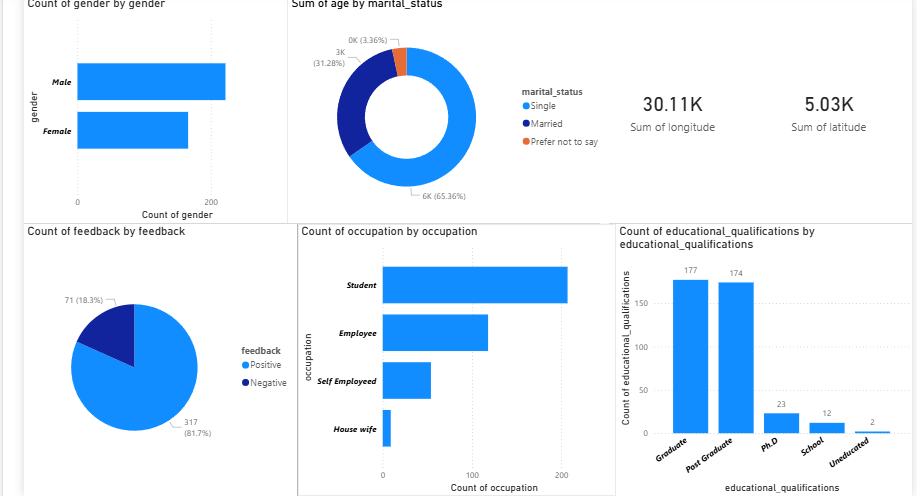 Count of gender by gender
Male
Female
gender
0
200
Count of gender
Sum of age by marital_status
0K (3.36%)
3K
(31.28%)
6K (65.36%)
marital_status
Single
Married
Prefer not to say
30.11K
Sum of longitude
5.03K
Sum of latitude
Count of feedback by feedback
71 (18.3%)
317
(81.7%)
feedback
Positive
Negative
Count of occupation by occupation
occupation
Student
Employee
Self Employeed
House wife
0
100
200
Count of occupation
Count of educational_qualifications by
educational_qualifications
Count of educational_qualifications
150
100
50
0
177
174
23
12
2
Graduate
Post Graduate
Ph.D
School
Uneducated
educational_qualifications